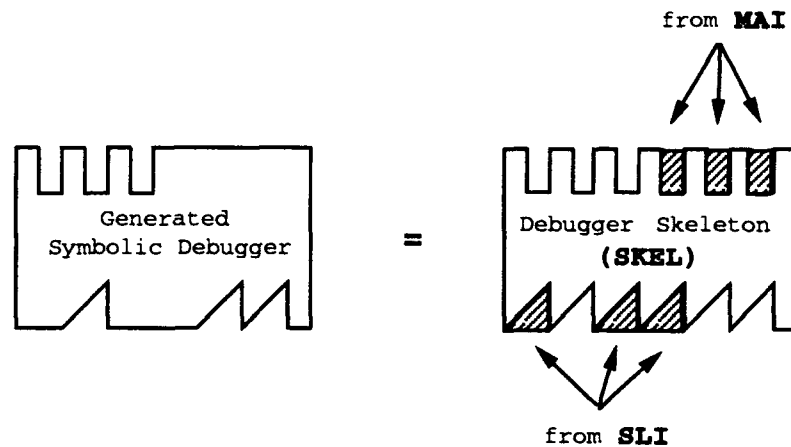 from MAI
Generated
Symbolic Debugger
=
Debugger Skeleton
(SKEL)
from SLI